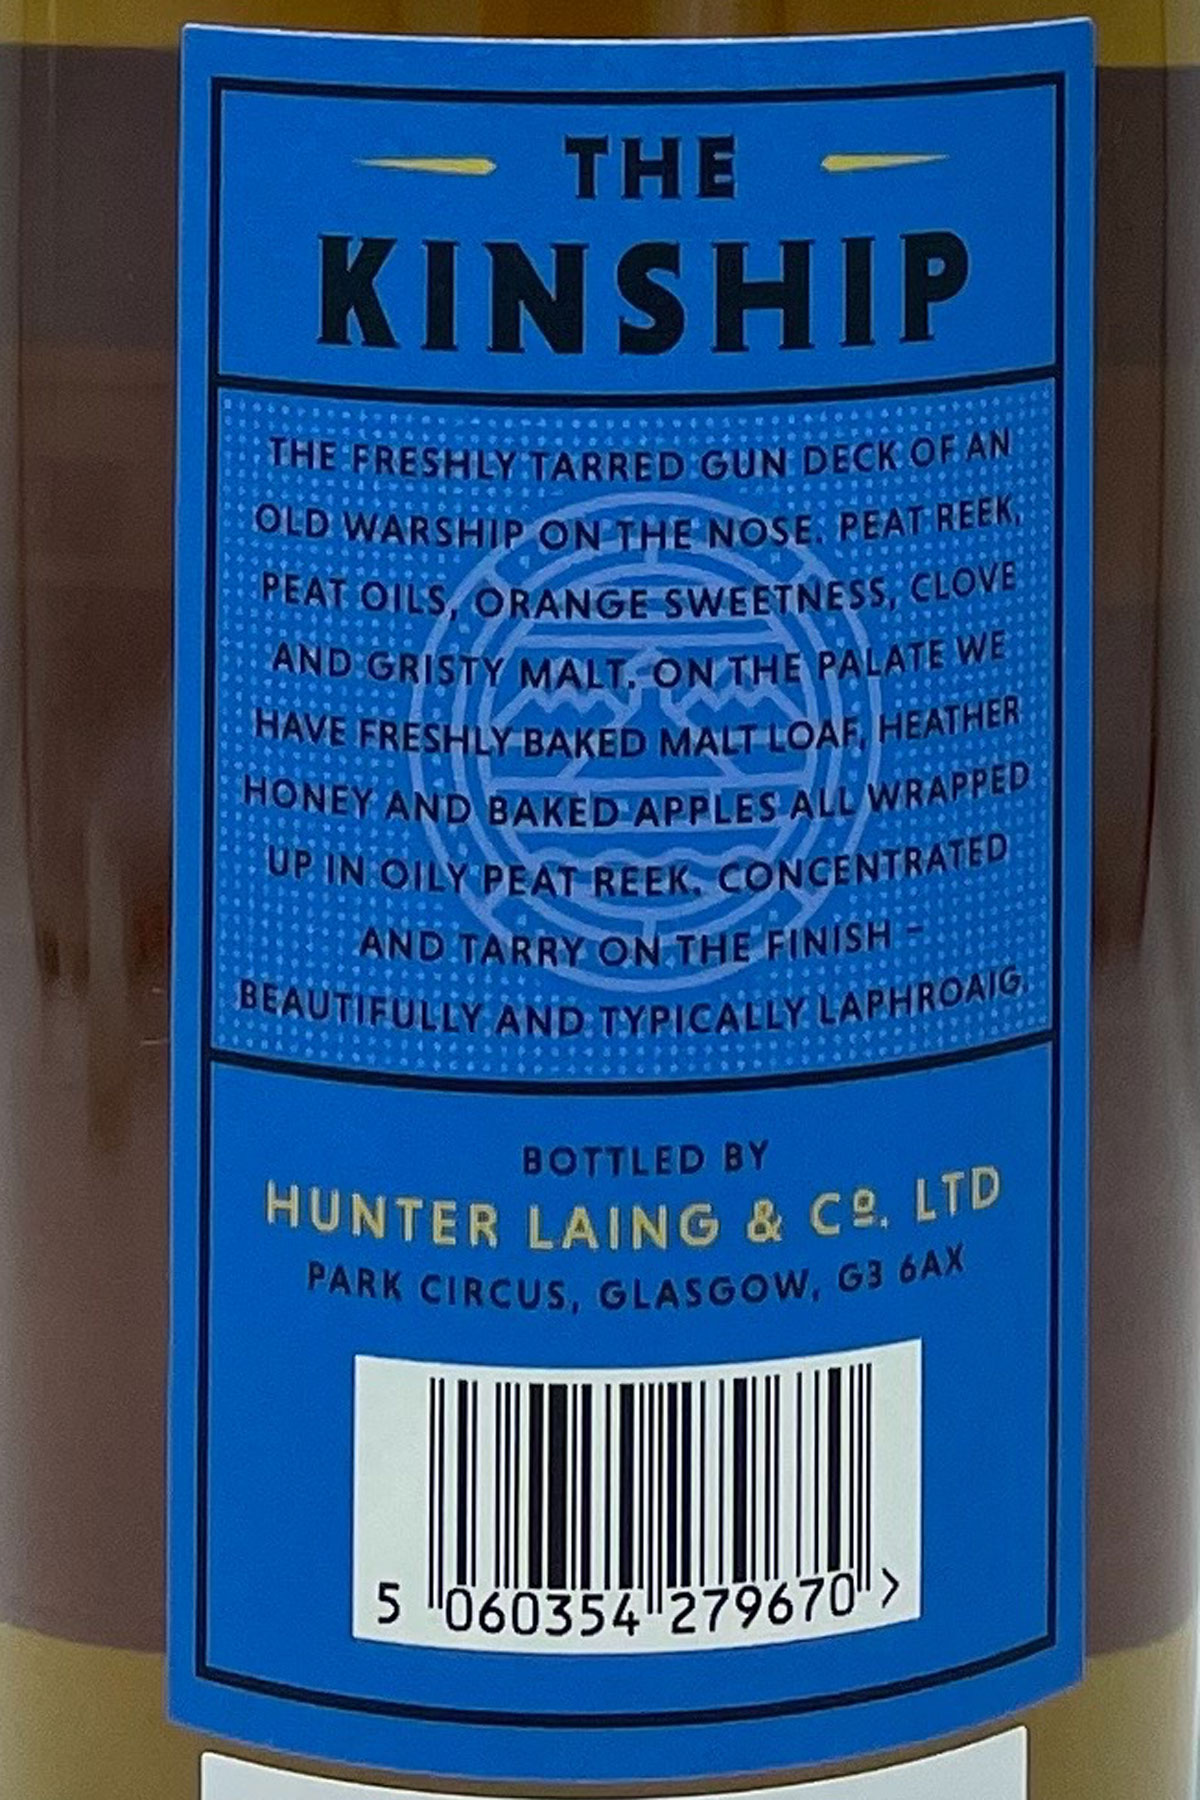 THE
KINSHIP
THE FRESHLY TARRED GUN DECK OF AN
OLD WARSHIP ON THE NOSE. PEAT REEK,
PEAT OILS, ORANGE SWEETNESS, CLOVE
AND GRISTY MALT. ON THE PALATE WE
HAVE FRESHLY BAKED MALT LOAF, HEATHER
HONEY AND BAKED APPLES ALL WRAPPED
UP IN OILY PEAT REEK. CONCENTRATED
AND TARRY ON THE FINISH –
BEAUTIFULLY AND TYPICALLY LAPHROAIG.
BOTTLED BY
HUNTER LAING & Cº. LTD
PARK CIRCUS, GLASGOW, G3 6AX
5 060354 279670 >